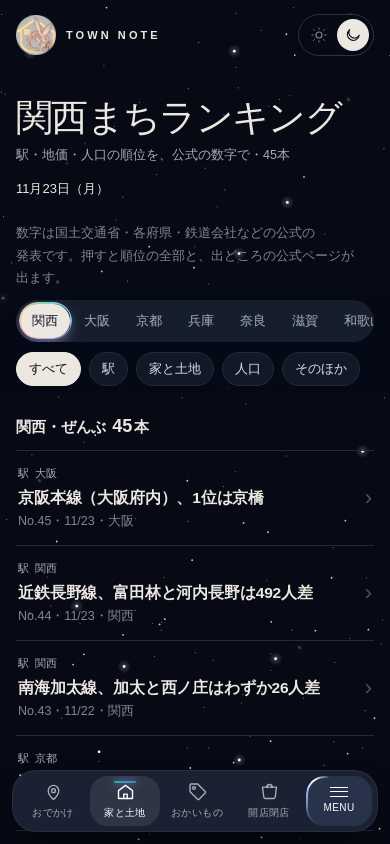 TOWN NOTE
関西まちランキング
駅・地価・人口の順位を、公式の数字で・45本
11月23日（月）
数字は国土交通省・各府県・鉄道会社などの公式の
発表です。押すと順位の全部と、出どころの公式ページが
出ます。
関西 大阪 京都 兵庫 奈良 滋賀 和歌
すべて 駅 家と土地 人口 そのほか
関西・ぜんぶ 45本
駅 大阪
京阪本線（大阪府内）、1位は京橋
No.45・11/23・大阪
駅 関西
近鉄長野線、富田林と河内長野は492人差
No.44・11/23・関西
駅 関西
南海加太線、加太と西ノ庄はわずか26人差
No.43・11/22・関西
駅 京都
おでかけ 家と土地 おかいもの 開店閉店 MENU